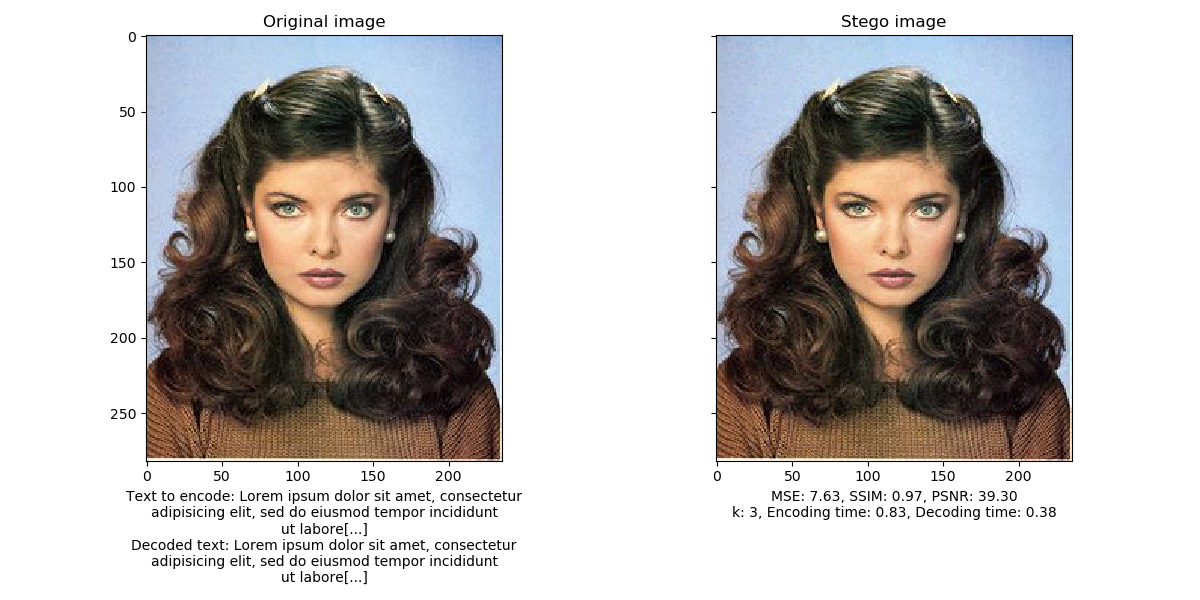 Original image
Stego image
0
50
100
150
200
250
0 50 100 150 200
0 50 100 150 200
Text to encode: Lorem ipsum dolor sit amet, consectetur
adipisicing elit, sed do eiusmod tempor incididunt
ut labore[...]
Decoded text: Lorem ipsum dolor sit amet, consectetur
adipisicing elit, sed do eiusmod tempor incididunt
ut labore[...]
MSE: 7.63, SSIM: 0.97, PSNR: 39.30
k: 3, Encoding time: 0.83, Decoding time: 0.38